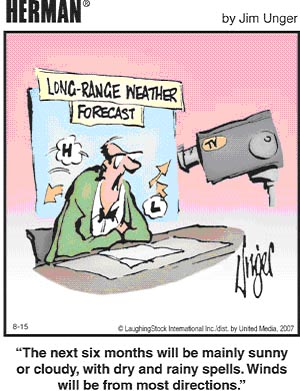 HERMAN®
by Jim Unger
LONG-RANGE WEATHER
FORECAST
H
TV
L
Unger
8-15
© LaughingStock International Inc./dist. by United Media, 2007
“The next six months will be mainly sunny
or cloudy, with dry and rainy spells. Winds
will be from most directions.”